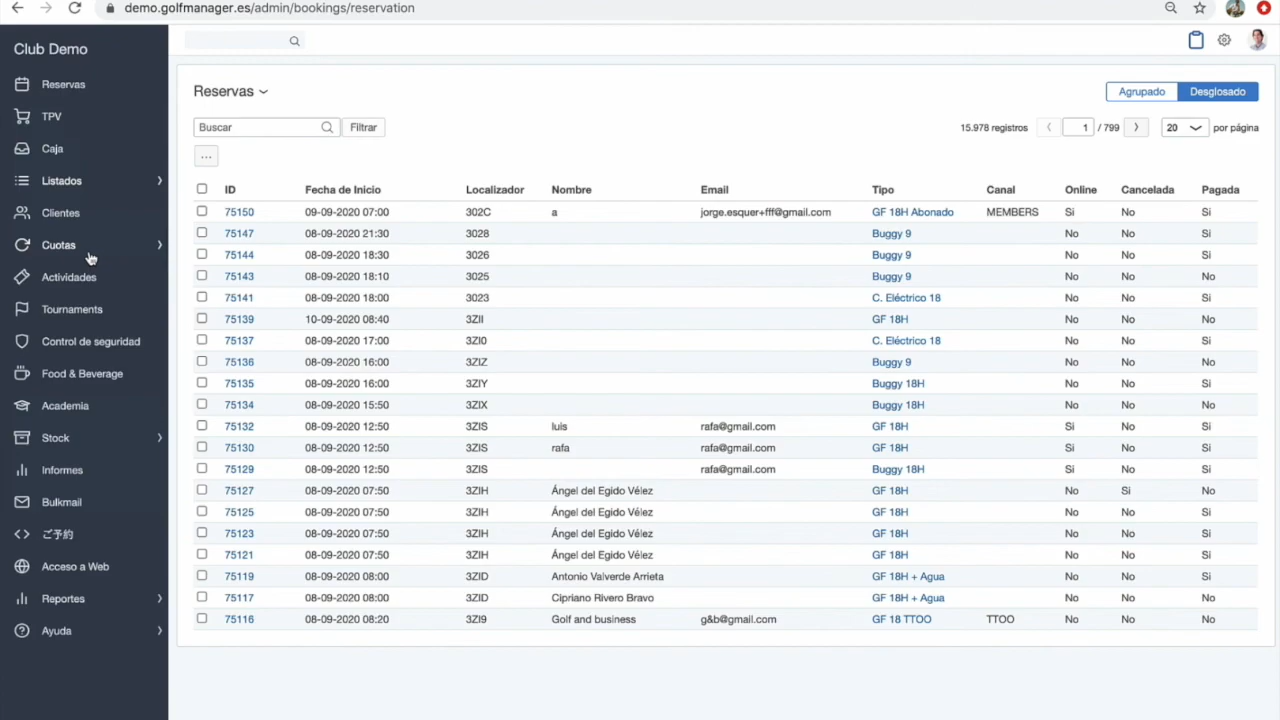 demo.golfmanager.es/admin/bookings/reservation
Club Demo
Reservas
TPV
Caja
Listados
Clientes
Cuotas
Actividades
Tournaments
Control de seguridad
Food & Beverage
Academia
Stock
Informes
Bulkmail
ご予約
Acceso a Web
Reportes
Ayuda
Reservas
Agrupado Desglosado
Buscar Filtrar 15.978 registros 1 / 799 20 por página
...
ID Fecha de Inicio Localizador Nombre Email Tipo Canal Online Cancelada Pagada
75150 09-09-2020 07:00 302C a jorge.esquer+fff@gmail.com GF 18H Abonado MEMBERS Si No Si
75147 08-09-2020 21:30 3028 Buggy 9 No No Si
75144 08-09-2020 18:30 3026 Buggy 9 No No Si
75143 08-09-2020 18:10 3025 Buggy 9 No No No
75141 08-09-2020 18:00 3023 C. Eléctrico 18 No No Si
75139 10-09-2020 08:40 3ZII GF 18H No No No
75137 08-09-2020 17:00 3ZI0 C. Eléctrico 18 No No Si
75136 08-09-2020 16:00 3ZIZ Buggy 9 No No No
75135 08-09-2020 16:00 3ZIY Buggy 18H No No Si
75134 08-09-2020 15:50 3ZIX Buggy 18H No No Si
75132 08-09-2020 12:50 3ZIS luis rafa@gmail.com GF 18H Si No Si
75130 08-09-2020 12:50 3ZIS rafa rafa@gmail.com GF 18H Si No Si
75129 08-09-2020 12:50 3ZIS rafa@gmail.com Buggy 18H Si No Si
75127 08-09-2020 07:50 3ZIH Ángel del Egido Vélez GF 18H No Si No
75125 08-09-2020 07:50 3ZIH Ángel del Egido Vélez GF 18H No No Si
75123 08-09-2020 07:50 3ZIH Ángel del Egido Vélez GF 18H No No Si
75121 08-09-2020 07:50 3ZIH Ángel del Egido Vélez GF 18H No No Si
75119 08-09-2020 08:00 3ZID Antonio Valverde Arrieta GF 18H + Agua No No Si
75117 08-09-2020 08:00 3ZID Cipriano Rivero Bravo GF 18H + Agua No No No
75116 08-09-2020 08:20 3ZI9 Golf and business g&b@gmail.com GF 18 TTOO TTOO No No No